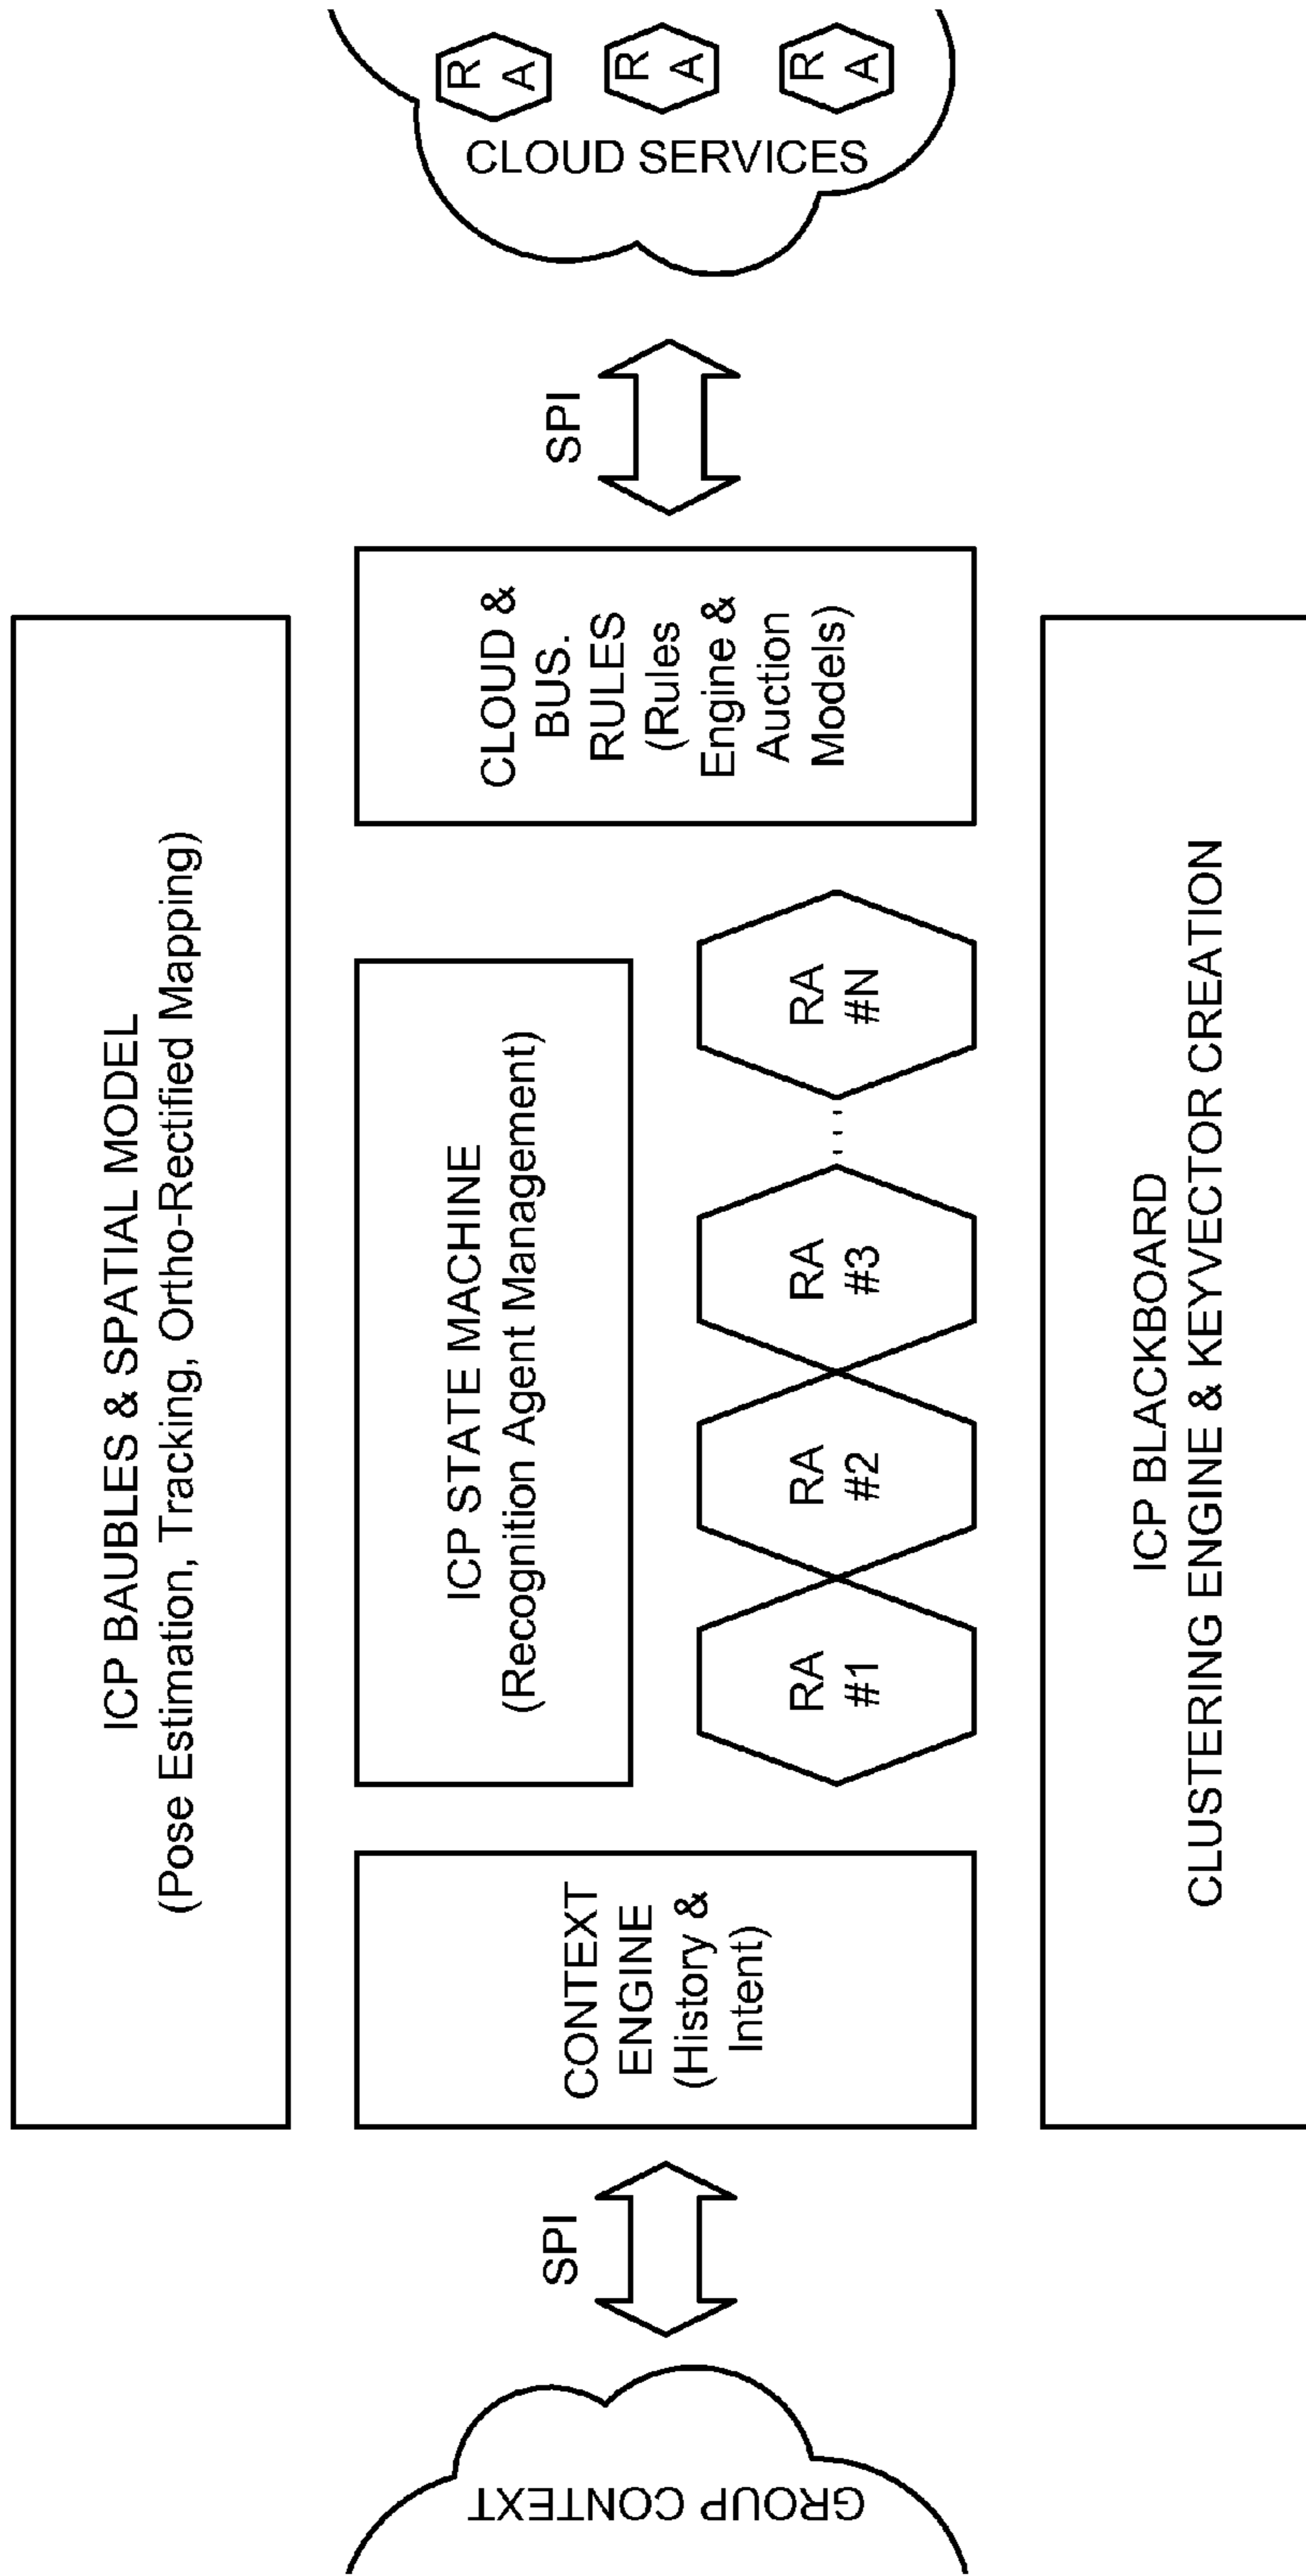 ICP BAUBLES & SPATIAL MODEL
(Pose Estimation, Tracking, Ortho-Rectified Mapping)
GROUP CONTEXT
SPI
CONTEXT
ENGINE
(History &
Intent)
ICP STATE MACHINE
(Recognition Agent Management)
RA
#1
RA
#2
RA
#3
....
RA
#N
CLOUD &
BUS.
RULES
(Rules
Engine &
Auction
Models)
SPI
CLOUD SERVICES
R
A
R
A
R
A
ICP BLACKBOARD
CLUSTERING ENGINE & KEYVECTOR CREATION